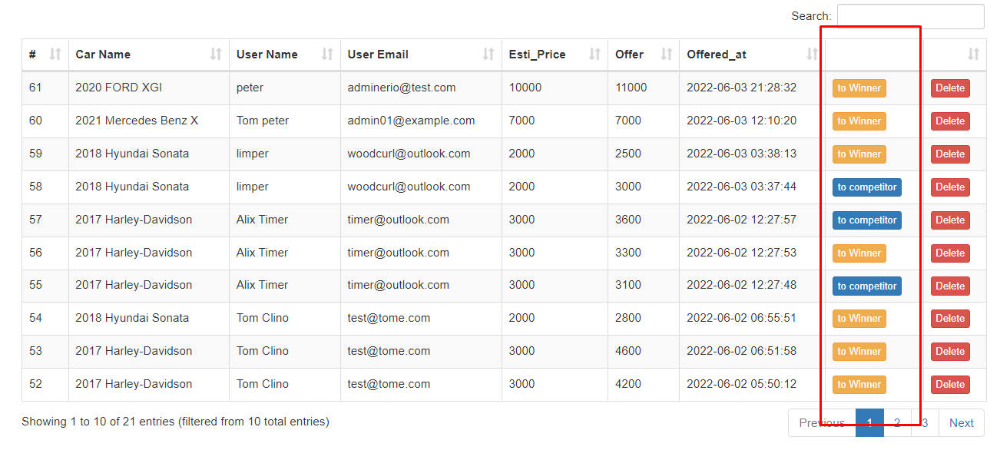 Search:
# Car Name User Name User Email Esti_Price Offer Offered_at
61 2020 FORD XGI peter adminerio@test.com 10000 11000 2022-06-03 21:28:32 to Winner Delete
60 2021 Mercedes Benz X Tom peter admin01@example.com 7000 7000 2022-06-03 12:10:20 to Winner Delete
59 2018 Hyundai Sonata limper woodcurl@outlook.com 2000 2500 2022-06-03 03:38:13 to Winner Delete
58 2018 Hyundai Sonata limper woodcurl@outlook.com 2000 3000 2022-06-03 03:37:44 to competitor Delete
57 2017 Harley-Davidson Alix Timer timer@outlook.com 3000 3600 2022-06-02 12:27:57 to competitor Delete
56 2017 Harley-Davidson Alix Timer timer@outlook.com 3000 3300 2022-06-02 12:27:53 to Winner Delete
55 2017 Harley-Davidson Alix Timer timer@outlook.com 3000 3100 2022-06-02 12:27:48 to competitor Delete
54 2018 Hyundai Sonata Tom Clino test@tome.com 2000 2800 2022-06-02 06:55:51 to Winner Delete
53 2017 Harley-Davidson Tom Clino test@tome.com 3000 4600 2022-06-02 06:51:58 to Winner Delete
52 2017 Harley-Davidson Tom Clino test@tome.com 3000 4200 2022-06-02 05:50:12 to Winner Delete
Showing 1 to 10 of 21 entries (filtered from 10 total entries) Previous 1 2 3 Next